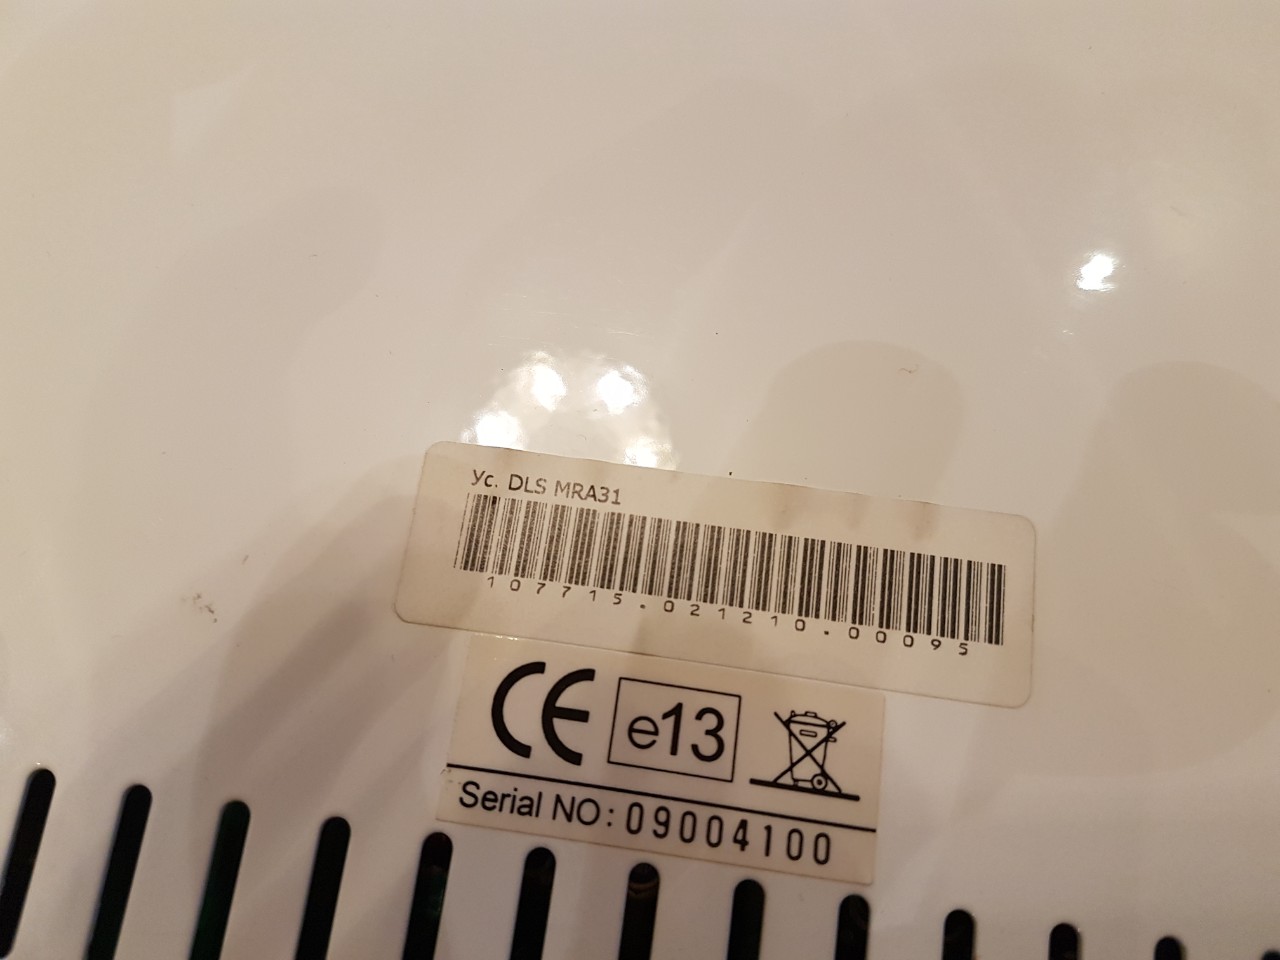 Ус. DLS MRA31
107715.021210.00095
CE e13
Serial NO: 09004100